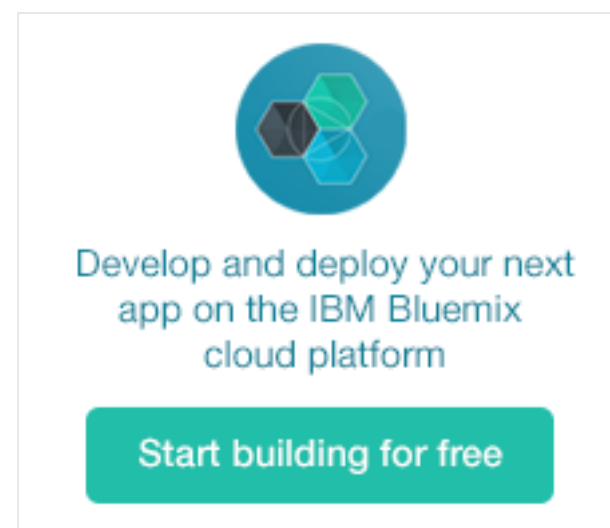 Develop and deploy your next
app on the IBM Bluemix
cloud platform
Start building for free